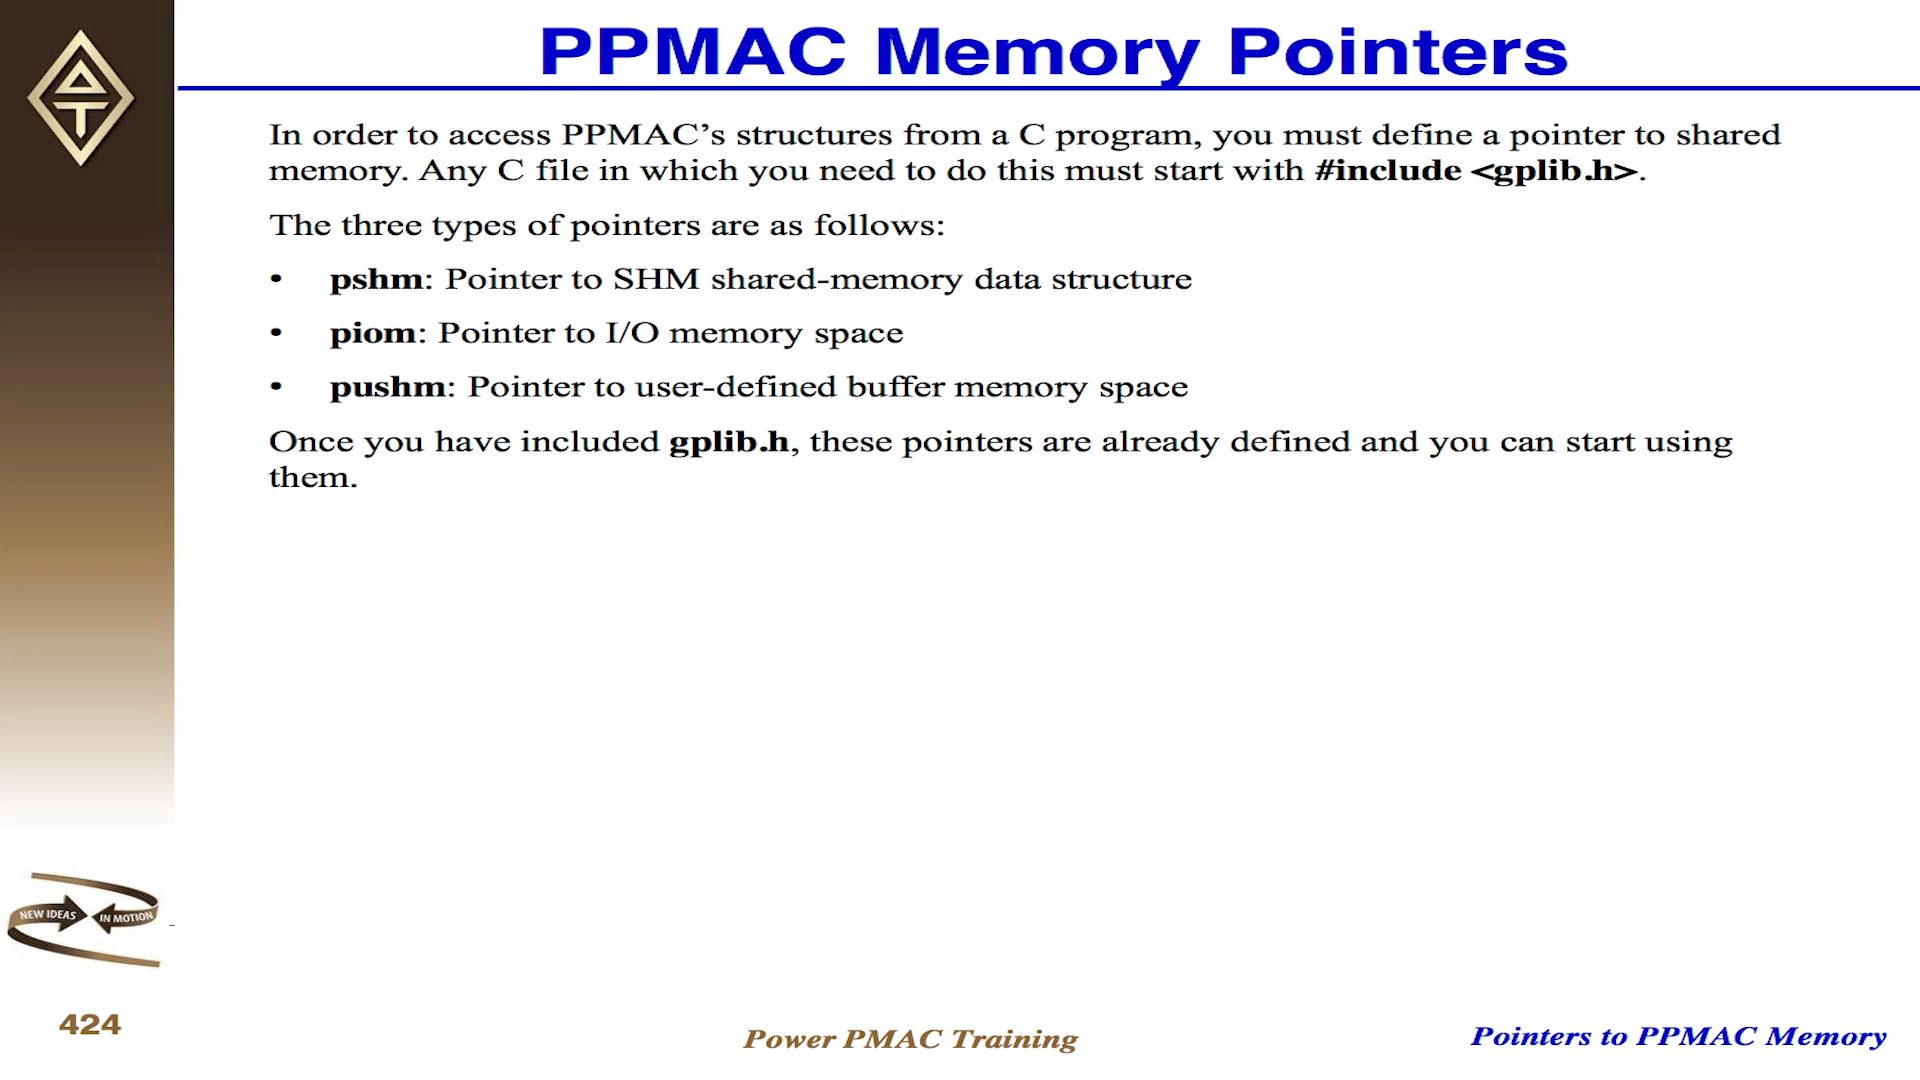 PPMAC Memory Pointers
In order to access PPMAC’s structures from a C program, you must define a pointer to shared
memory. Any C file in which you need to do this must start with #include <gplib.h>.
The three types of pointers are as follows:
• pshm: Pointer to SHM shared-memory data structure
• piom: Pointer to I/O memory space
• pushm: Pointer to user-defined buffer memory space
Once you have included gplib.h, these pointers are already defined and you can start using
them.
NEW IDEAS IN MOTION
424
Power PMAC Training
Pointers to PPMAC Memory